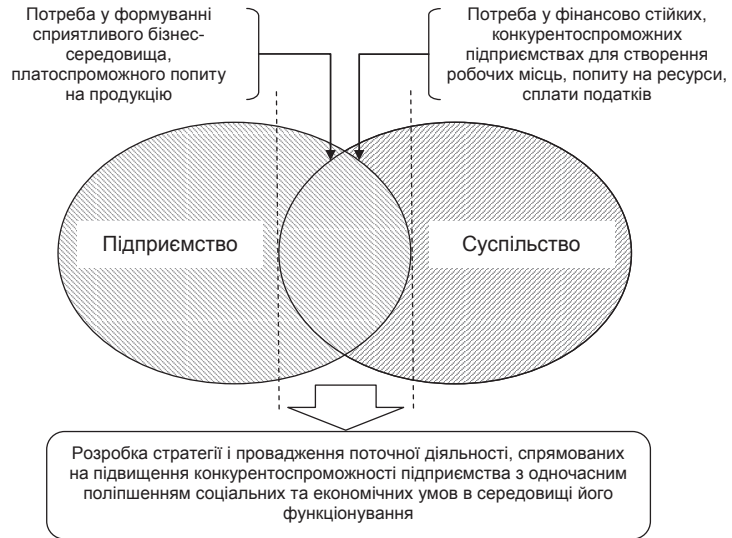 Потреба у формуванні
сприятливого бізнес-
середовища,
платоспроможного попиту
на продукцію
Потреба у фінансово стійких,
конкурентоспроможних
підприємствах для створення
робочих місць, попиту на ресурси,
сплати податків
Підприємство
Суспільство
Розробка стратегії і провадження поточної діяльності, спрямованих
на підвищення конкурентоспроможності підприємства з одночасним
поліпшенням соціальних та економічних умов в середовищі його
функціонування